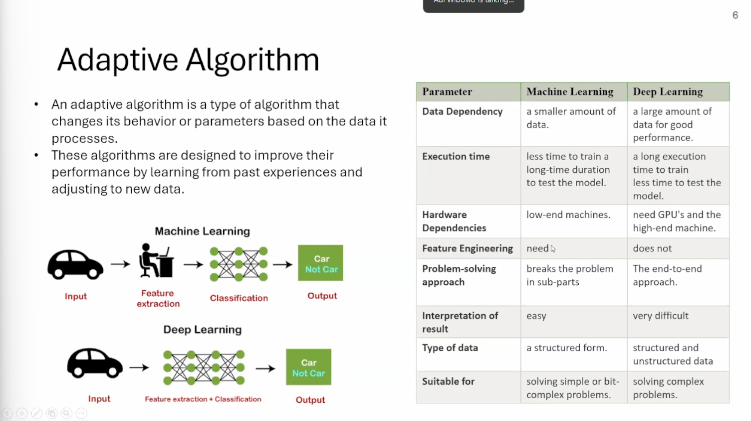 6
Adaptive Algorithm
• An adaptive algorithm is a type of algorithm that
changes its behavior or parameters based on the data it
processes.
• These algorithms are designed to improve their
performance by learning from past experiences and
adjusting to new data.
Machine Learning
Car
Not Car
Input
Feature
extraction
Classification
Output
Deep Learning
Car
Not Car
Input
Feature extraction + Classification
Output
Parameter Machine Learning Deep Learning
Data Dependency a smaller amount of a large amount of
data. data for good
performance.
Execution time less time to train a a long execution
long-time duration time to train
to test the model. less time to test the
model.
Hardware low-end machines. need GPU's and the
Dependencies high-end machine.
Feature Engineering need does not
Problem-solving breaks the problem The end-to-end
approach in sub-parts approach.
Interpretation of easy very difficult
result
Type of data a structured form. structured and
unstructured data
Suitable for solving simple or bit- solving complex
complex problems. problems.